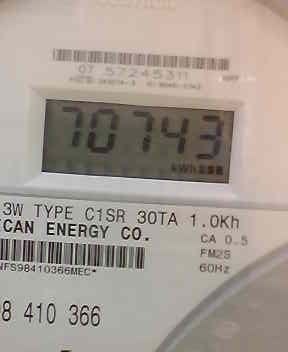 07 57245311
70743
kWh
3W TYPE C1SR 30TA 1.0Kh
CAN ENERGY CO.
CA 0.5
FM2S
NFS98410366MEC*
60Hz
8 410 366